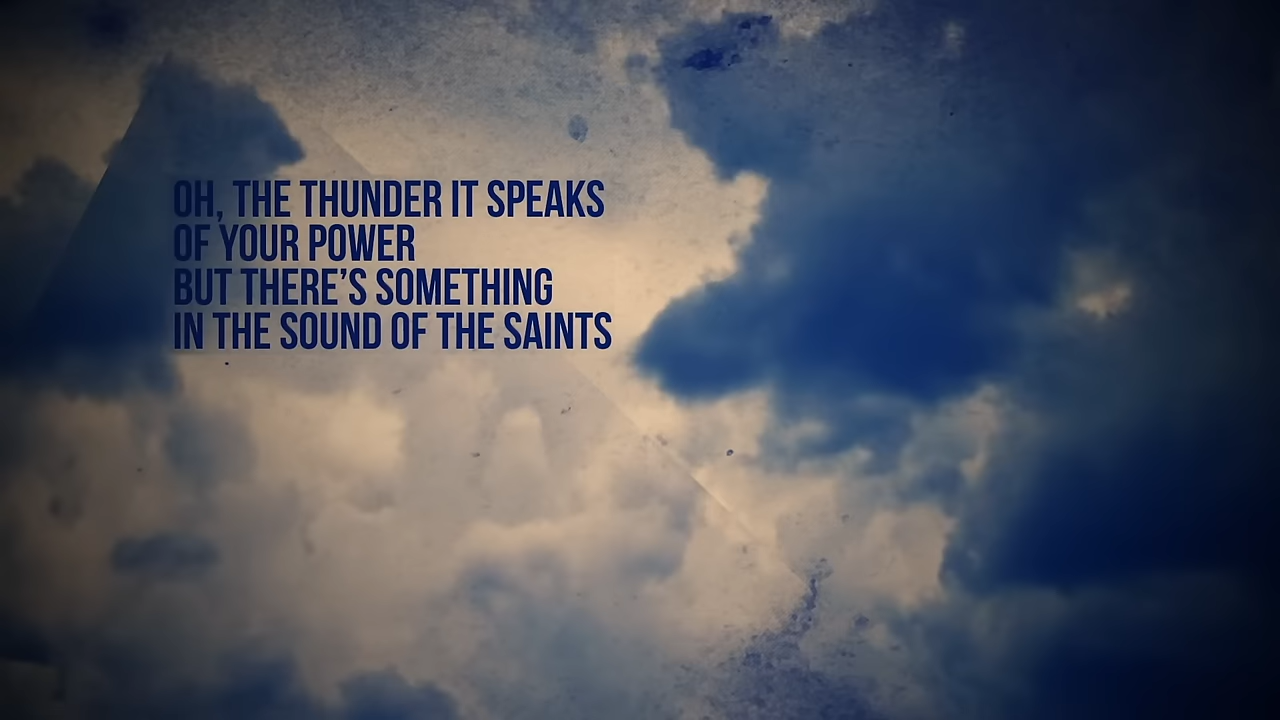 OH, THE THUNDER IT SPEAKS
OF YOUR POWER
BUT THERE’S SOMETHING
IN THE SOUND OF THE SAINTS